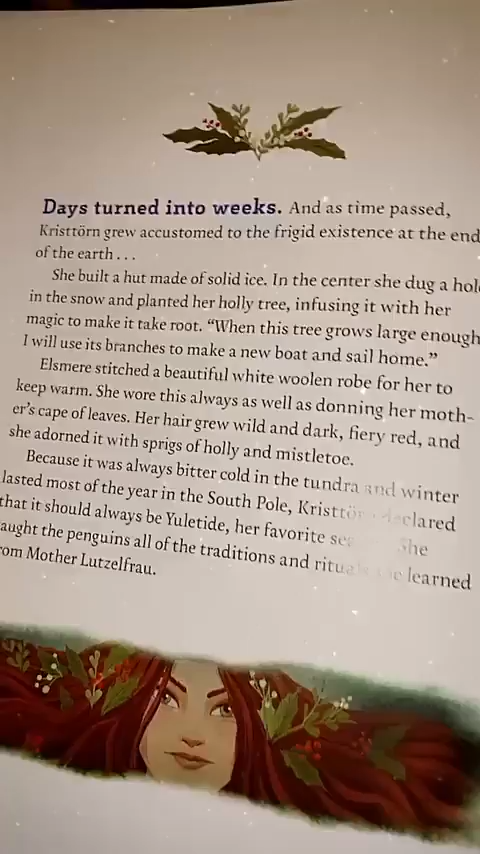 Days turned into weeks. And as time passed,
Kristtörn grew accustomed to the frigid existence at the end
of the earth . . .
She built a hut made of solid ice. In the center she dug a
in the snow and planted her holly tree, infusing it with her
magic to make it take root. “When this tree grows large enough
I will use its branches to make a new boat and sail home.”
Elsmere stitched a beautiful white woolen robe for her to
keep warm. She wore this always as well as donning her moth-
er’s cape of leaves. Her hair grew wild and dark, fiery red, and
she adorned it with sprigs of holly and mistletoe.
Because it was always bitter cold in the tundra and winter
lasted most of the year in the South Pole, declared
that it should always be Yuletide, her favorite She
aught the penguins all of the traditions and learned
om Mother Lutzelfrau.